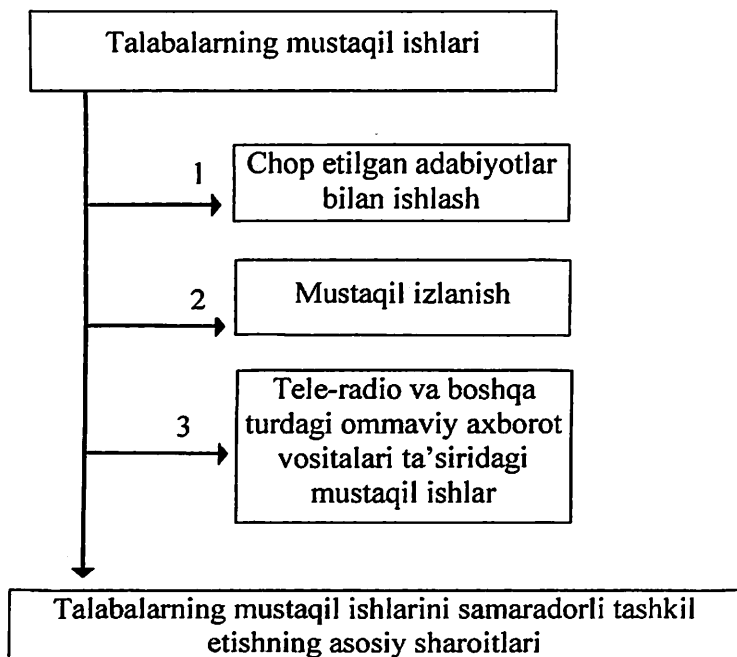 Talabalarning mustaqil ishlari
1
Chop etilgan adabiyotlar
bilan ishlash
2
Mustaqil izlanish
3
Tele-radio va boshqa
turdagi ommaviy axborot
vositalari ta’siridagi
mustaqil ishlar
Talabalarning mustaqil ishlarini samaradorli tashkil
etishning asosiy sharoitlari